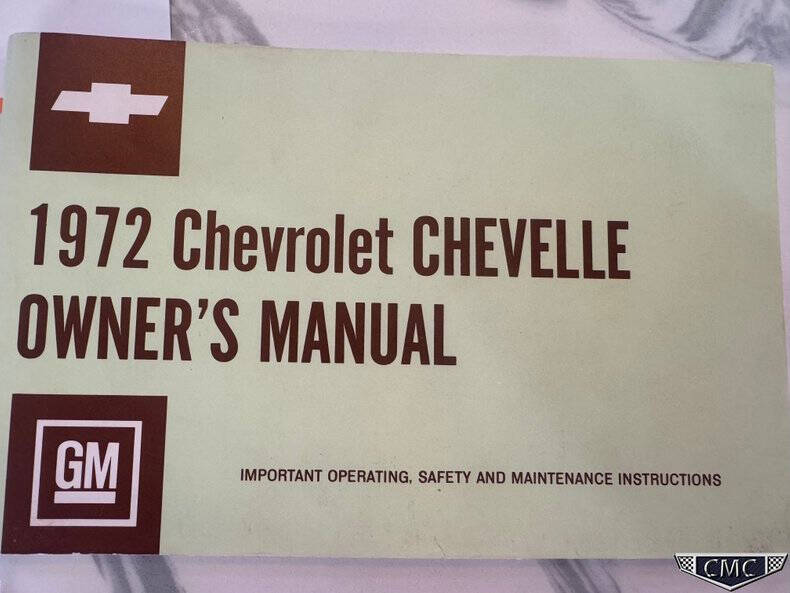 1972 Chevrolet CHEVELLE
OWNER'S MANUAL
GM
IMPORTANT OPERATING, SAFETY AND MAINTENANCE INSTRUCTIONS
CMC